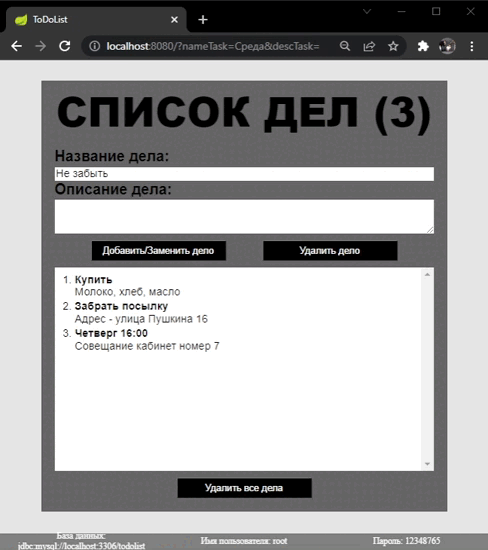 ToDoList
localhost:8080/?nameTask=Среда&descTask=
СПИСОК ДЕЛ (3)
Название дела:
Не забыть
Описание дела:
Добавить/Заменить дело
Удалить дело
1. Купить
Молоко, хлеб, масло
2. Забрать посылку
Адрес - улица Пушкина 16
3. Четверг 16:00
Совещание кабинет номер 7
Удалить все дела
База данных:
jdbc:mysql://localhost:3306/todolist
Имя пользователя: root
Пароль: 12348765